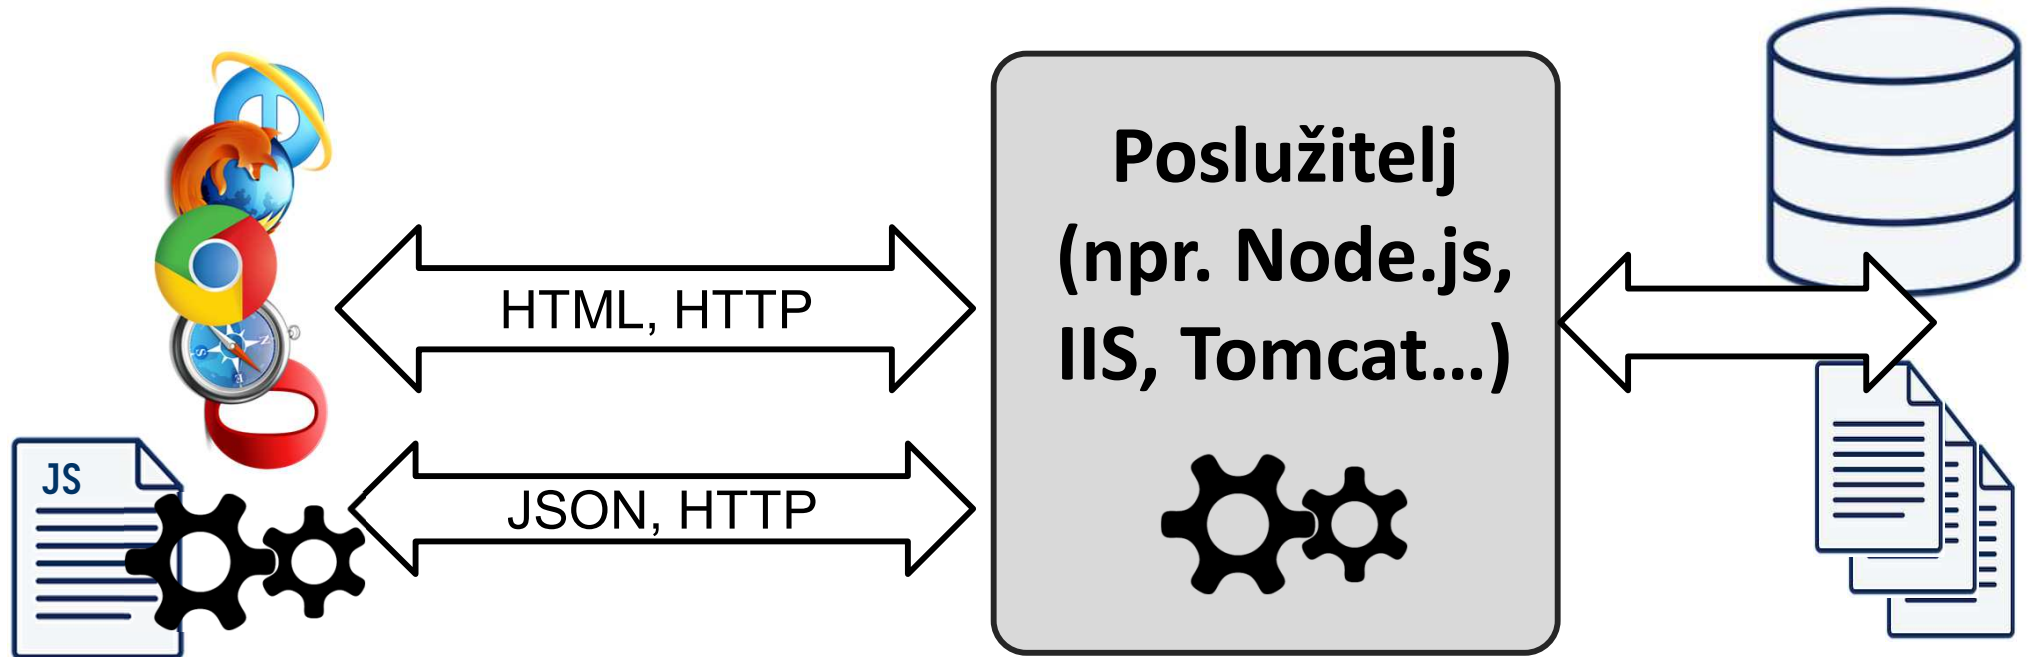 Poslužitelj
(npr. Node.js,
IIS, Tomcat...)
HTML, HTTP
JSON, HTTP
JS